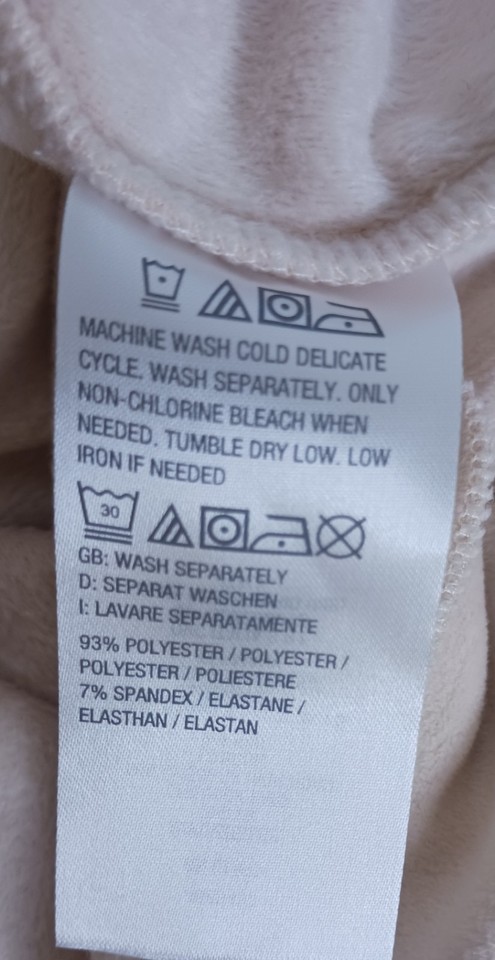 MACHINE WASH COLD DELICATE
CYCLE. WASH SEPARATELY. ONLY
NON-CHLORINE BLEACH WHEN
NEEDED. TUMBLE DRY LOW. LOW
IRON IF NEEDED
30
GB: WASH SEPARATELY
D: SEPARAT WASCHEN
I: LAVARE SEPARATAMENTE
93% POLYESTER / POLYESTER /
POLYESTER / POLIESTERE
7% SPANDEX / ELASTANE /
ELASTHAN / ELASTAN